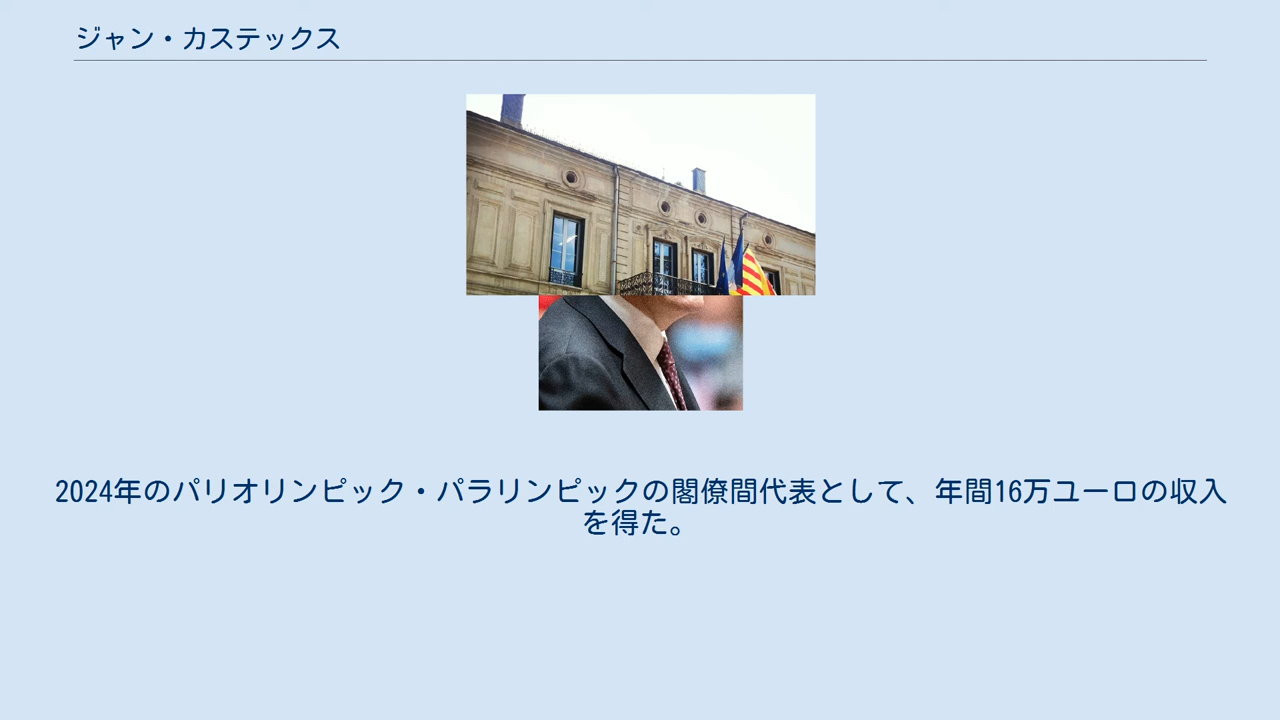 ジャン・カステックス
2024年のパリオリンピック・パラリンピックの閣僚間代表として、年間16万ユーロの収入
を得た。